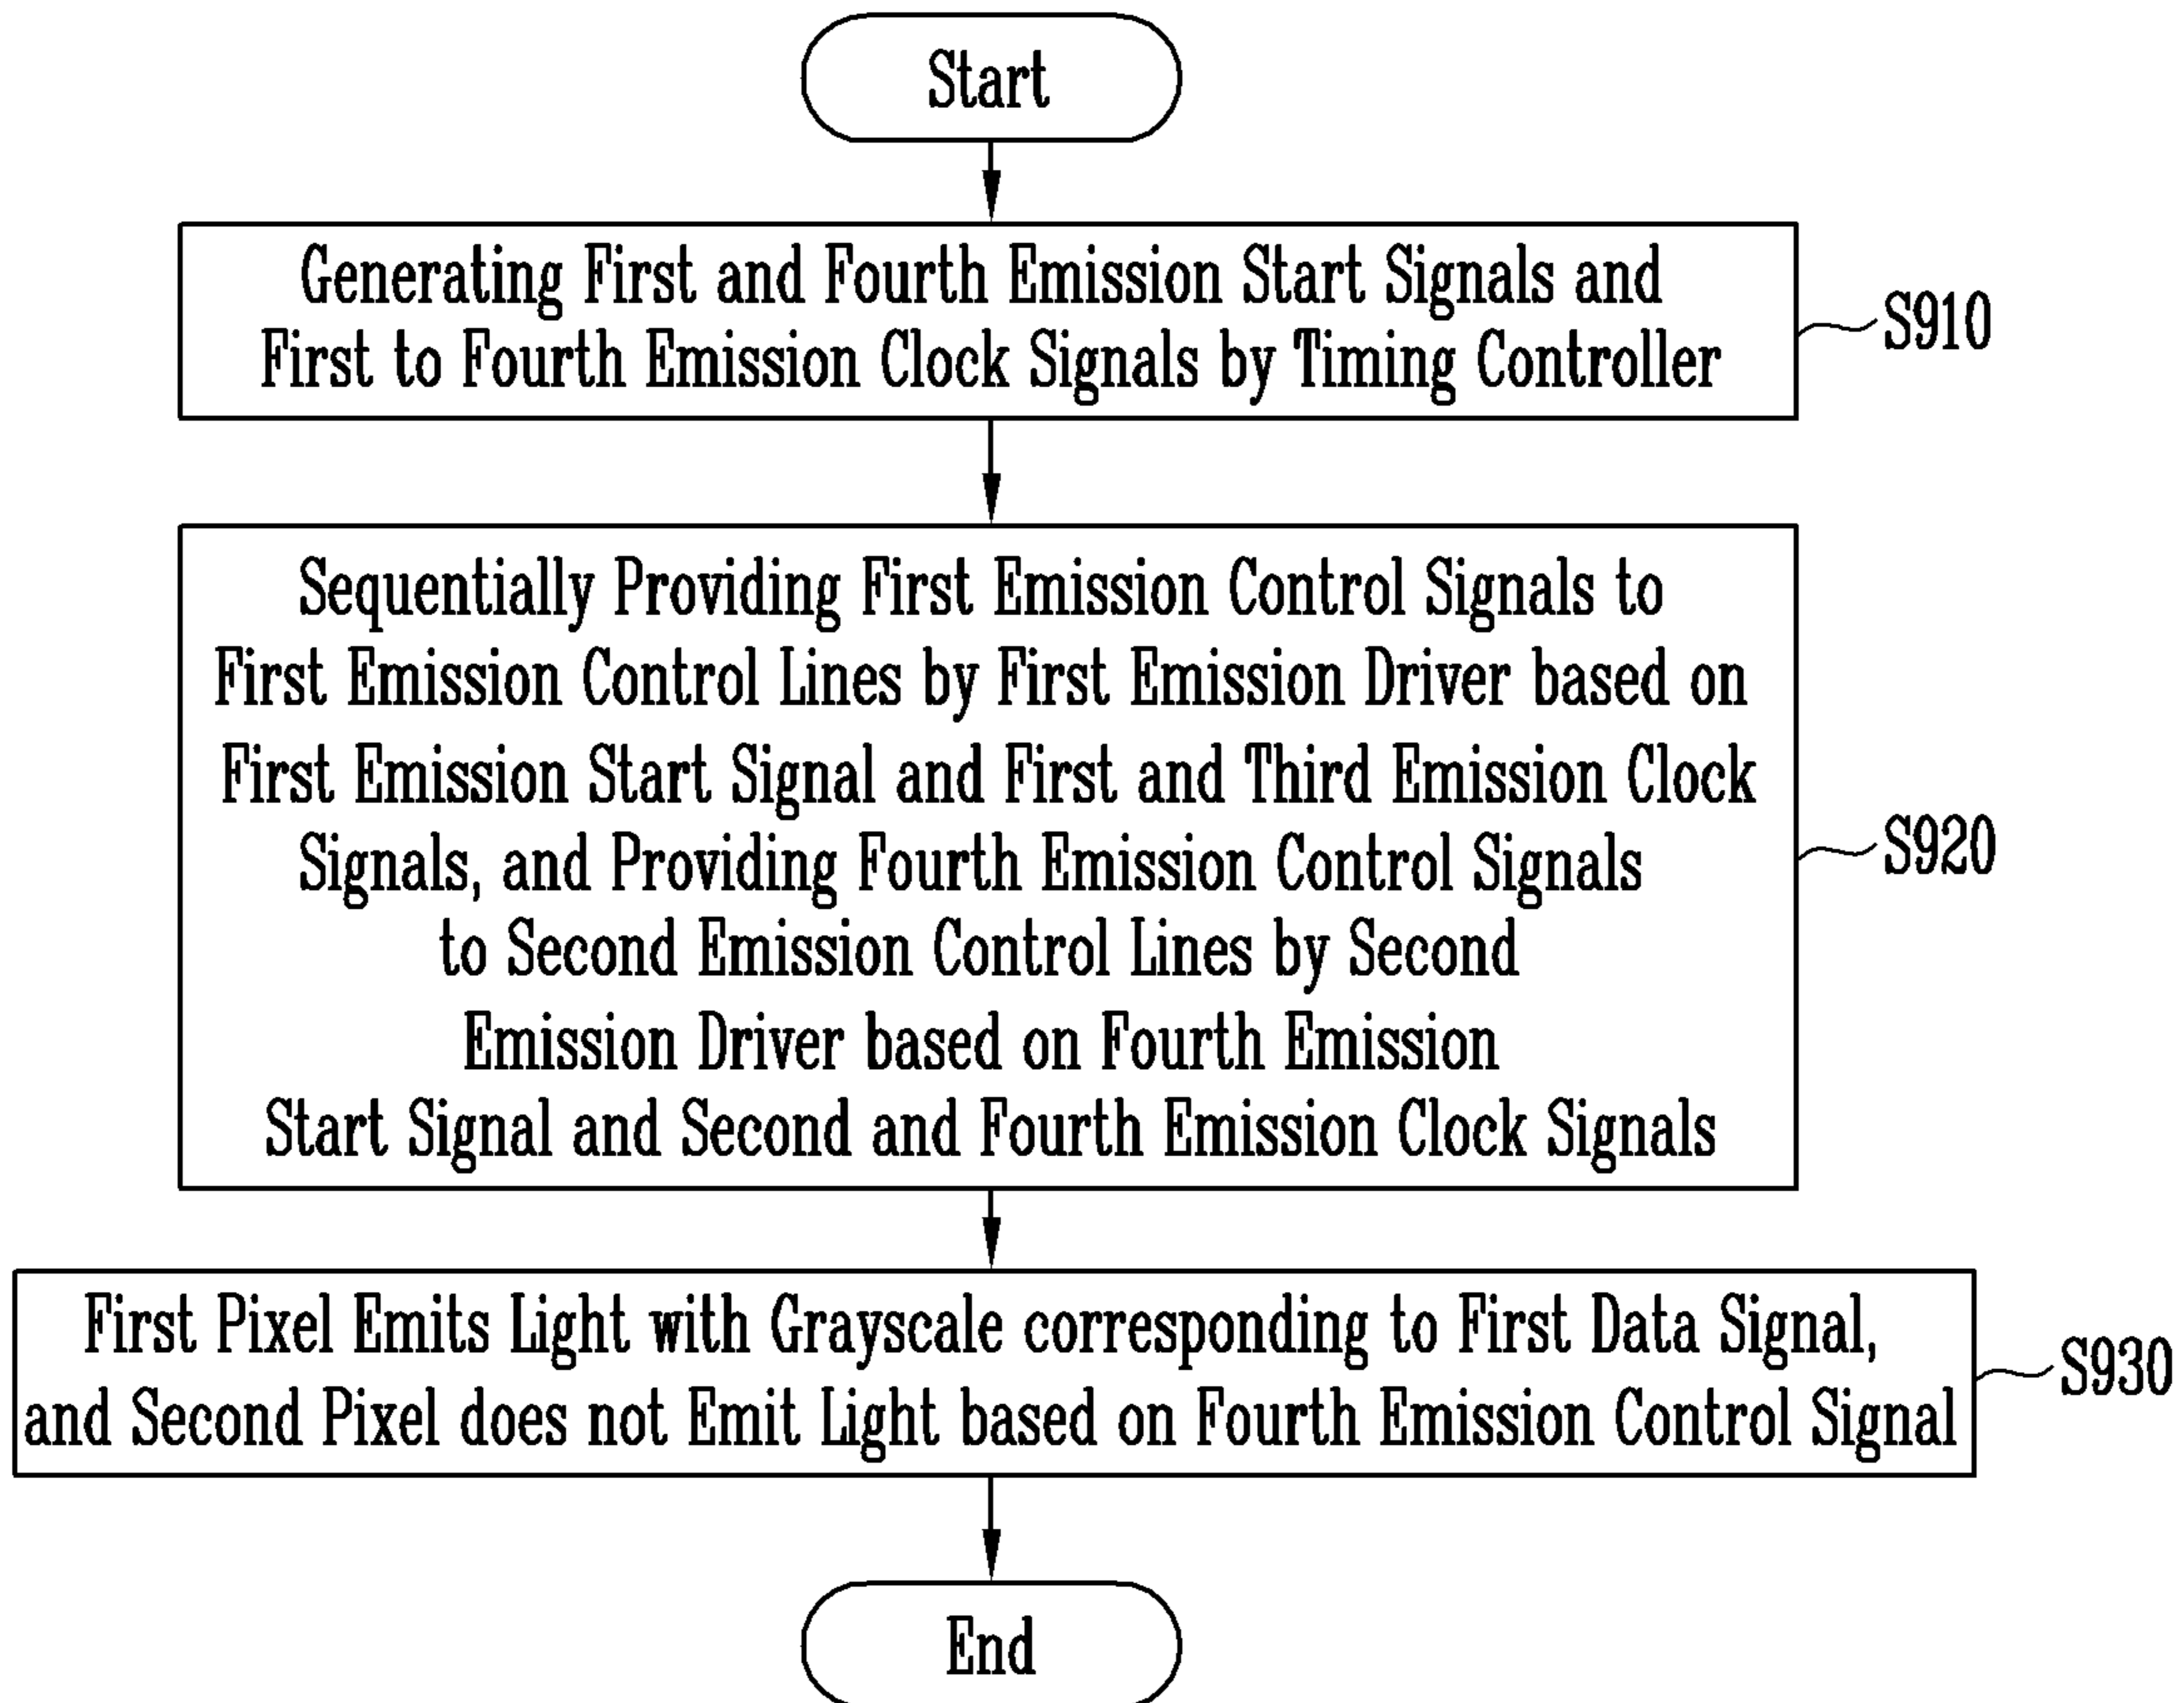 Start
Generating First and Fourth Emission Start Signals and
First to Fourth Emission Clock Signals by Timing Controller
S910
Sequentially Providing First Emission Control Signals to
First Emission Control Lines by First Emission Driver based on
First Emission Start Signal and First and Third Emission Clock
Signals, and Providing Fourth Emission Control Signals
to Second Emission Control Lines by Second
Emission Driver based on Fourth Emission
Start Signal and Second and Fourth Emission Clock Signals
S920
First Pixel Emits Light with Grayscale corresponding to First Data Signal,
and Second Pixel does not Emit Light based on Fourth Emission Control Signal
S930
End